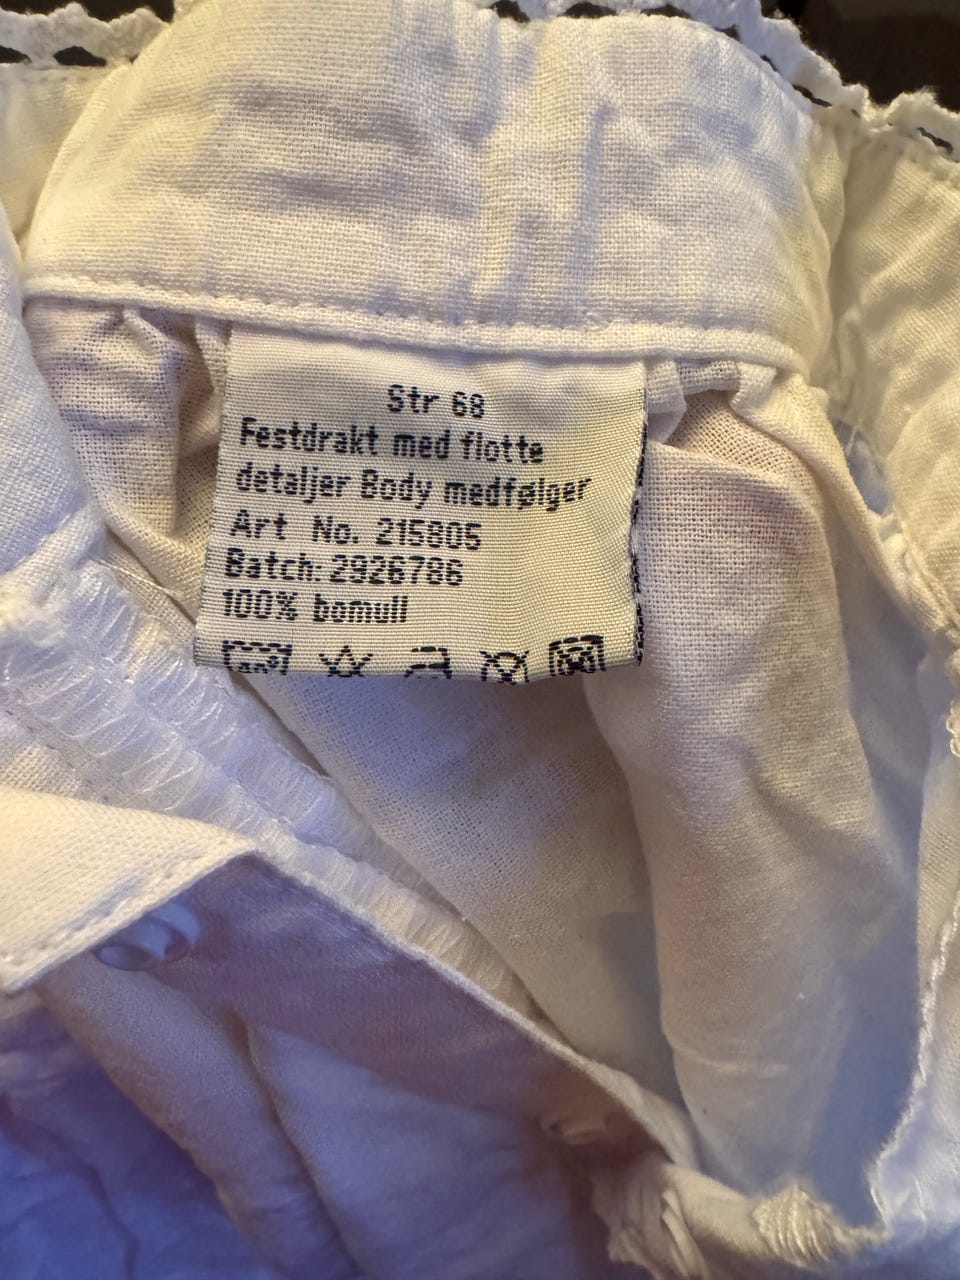 Str 68
Festdrakt med flotte
detaljer Body medfølger
Art No. 215805
Batch: 2926786
100% bomull